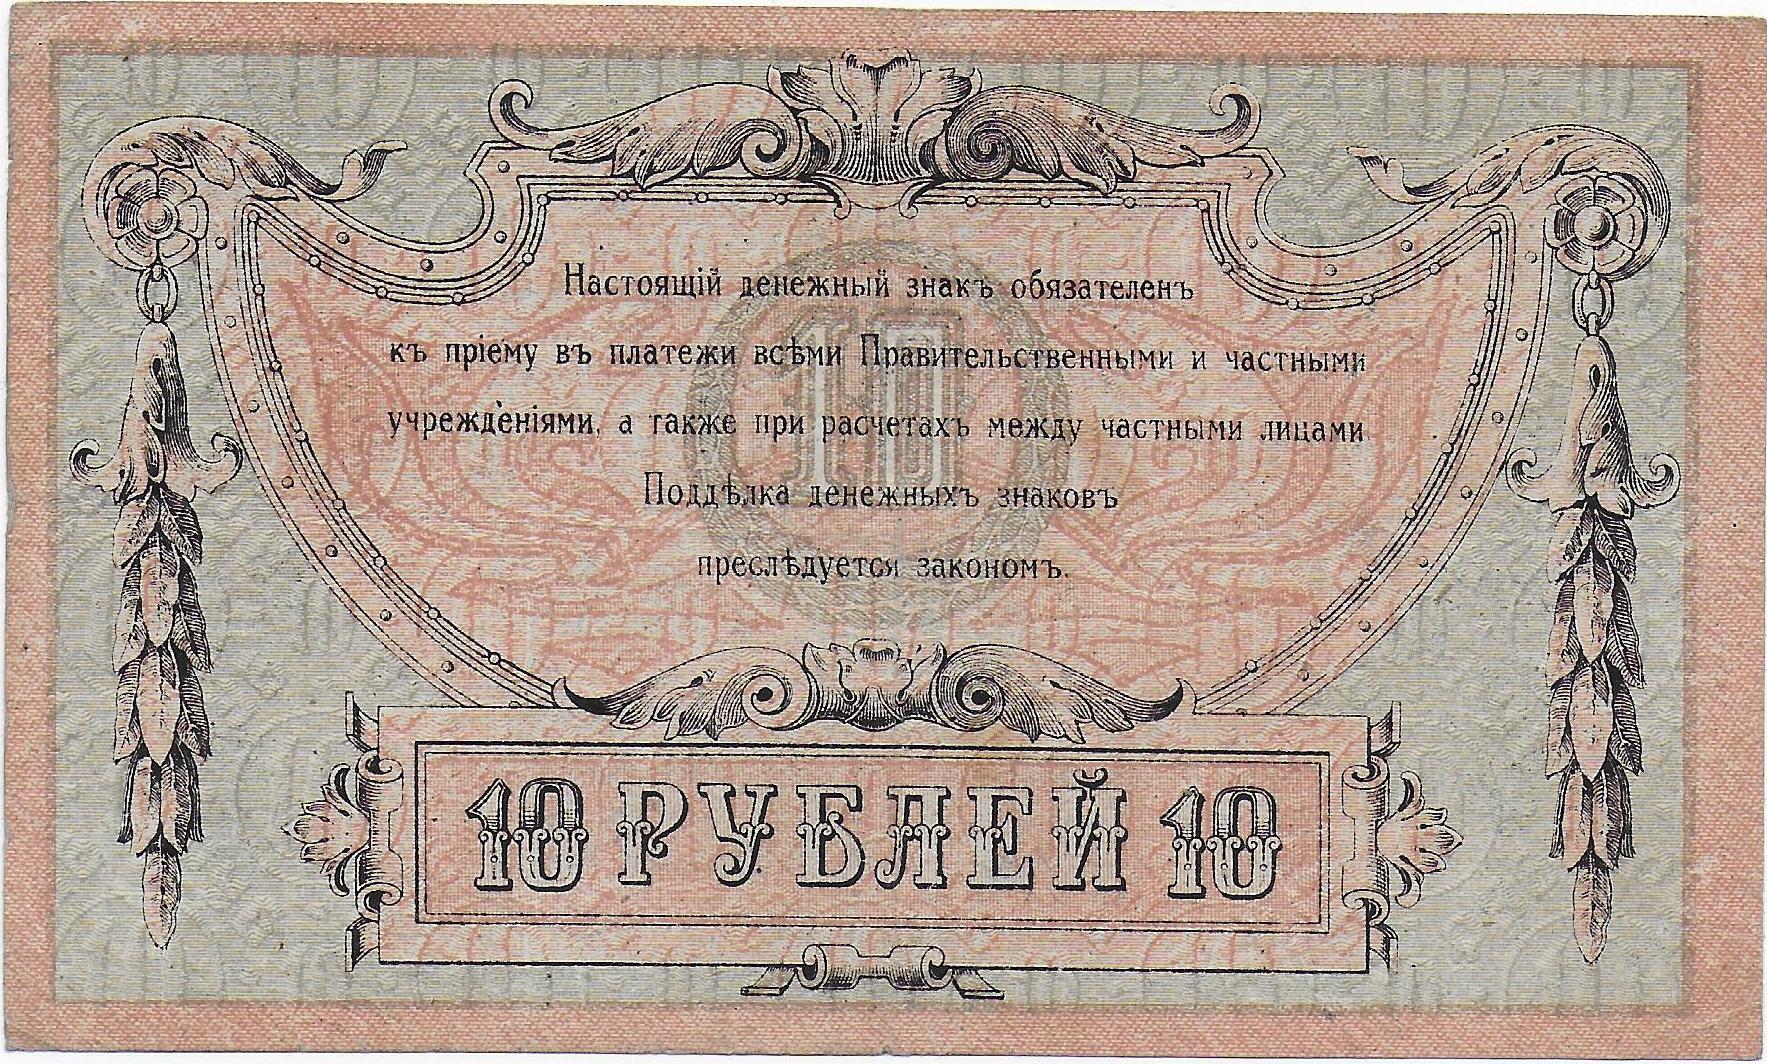 Настоящій денежный знакъ обязателенъ
къ пріему въ платежи всѣми Правительственными и частными
учрежденіями, а также при расчетахъ между частными лицами
Поддѣлка денежныхъ знаковъ
преслѣдуется закономъ.
10
10 РУБЛЕЙ 10